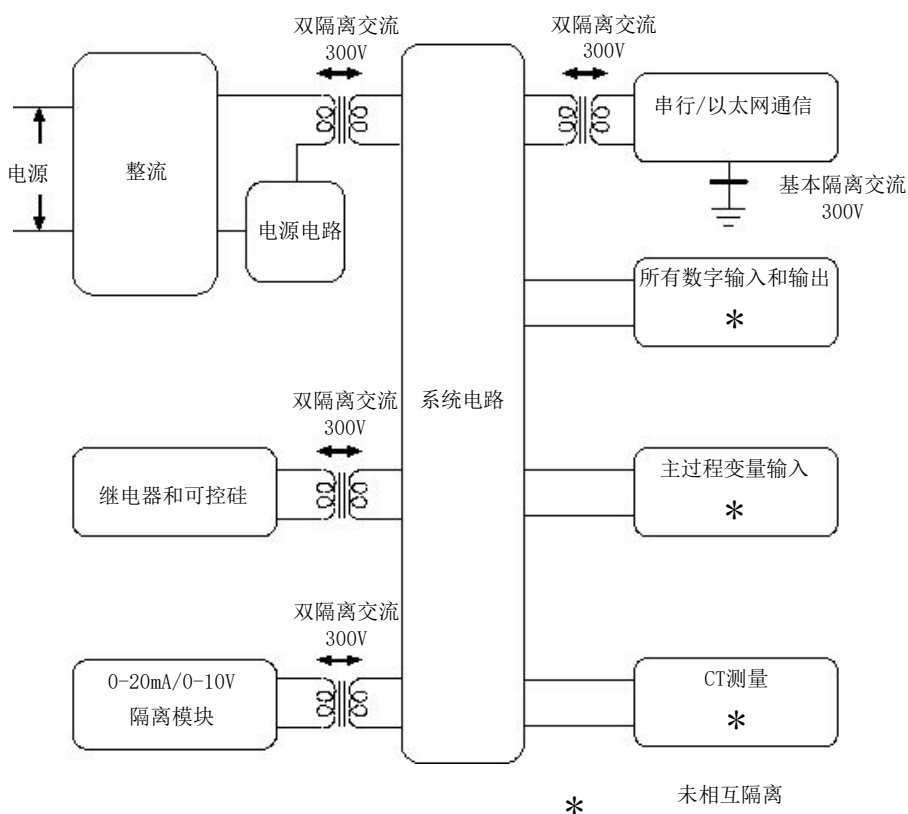 双隔离交流
300V
双隔离交流
300V
整流
电源
电源电路
串行/以太网通信
基本隔离交流
300V
所有数字输入和输出
*
系统电路
双隔离交流
300V
继电器和可控硅
主过程变量输入
*
双隔离交流
300V
0-20mA/0-10V
隔离模块
CT测量
*
* 未相互隔离